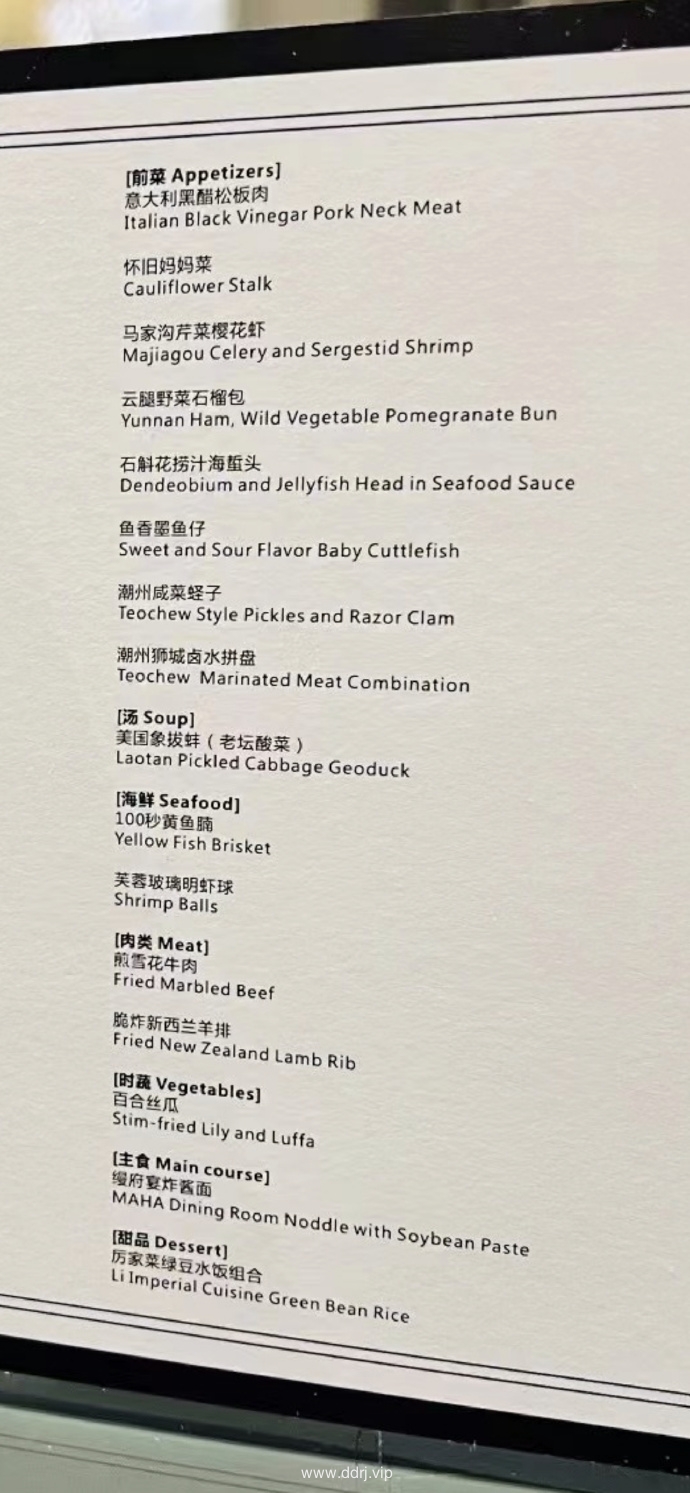 [前菜 Appetizers]
意大利黑醋松板肉
Italian Black Vinegar Pork Neck Meat
怀旧妈妈菜
Cauliflower Stalk
马家沟芹菜樱花虾
Majiagou Celery and Sergestid Shrimp
云腿野菜石榴包
Yunnan Ham, Wild Vegetable Pomegranate Bun
石斛花捞汁海蜇头
Dendeobium and Jellyfish Head in Seafood Sauce
鱼香墨鱼仔
Sweet and Sour Flavor Baby Cuttlefish
潮州咸菜蛏子
Teochew Style Pickles and Razor Clam
潮州狮城卤水拼盘
Teochew Marinated Meat Combination
[汤 Soup]
美国象拔蚌（老坛酸菜）
Laotan Pickled Cabbage Geoduck
[海鲜 Seafood]
100秒黄鱼腩
Yellow Fish Brisket
芙蓉玻璃明虾球
Shrimp Balls
[肉类 Meat]
煎雪花牛肉
Fried Marbled Beef
脆炸新西兰羊排
Fried New Zealand Lamb Rib
[时蔬 Vegetables]
百合丝瓜
Stim-fried Lily and Luffa
[主食 Main course]
缦府宴炸酱面
MAHA Dining Room Noddle with Soybean Paste
[甜品 Dessert]
厉家菜绿豆水饭组合
Li Imperial Cuisine Green Bean Rice
www.ddrj.vip